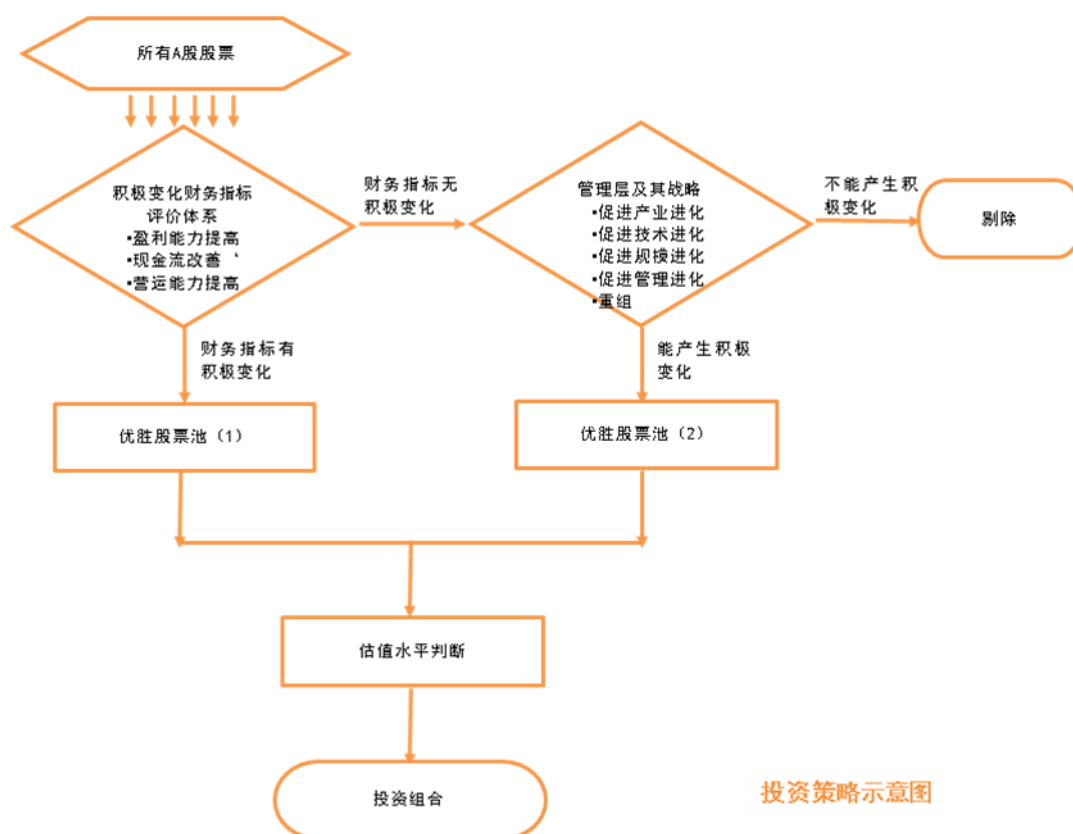 所有A股股票
积极变化财务指标
评价体系
▪盈利能力提高
▪现金流改善 、
▪营运能力提高
财务指标无
积极变化
管理层及其战略
▪促进产业进化
▪促进技术进化
▪促进规模进化
▪促进管理进化
▪重组
不能产生积
极变化
剔除
财务指标有
积极变化
能产生积极
变化
优胜股票池（1）
优胜股票池（2）
估值水平判断
投资组合
投资策略示意图